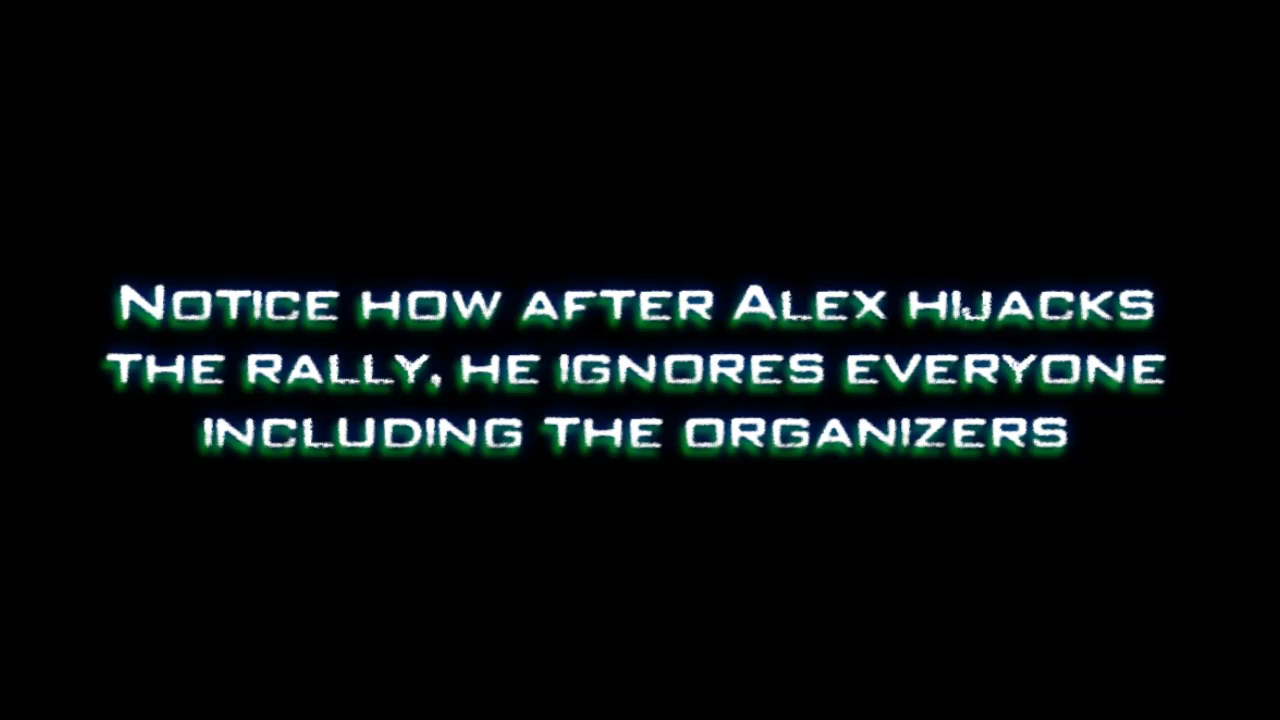 Notice how after Alex hijacks
the rally, he ignores everyone
including the organizers